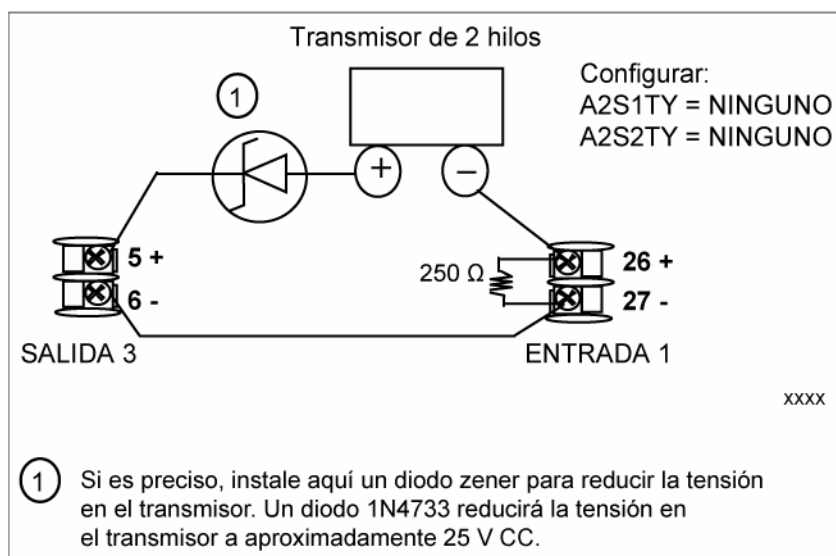 Transmisor de 2 hilos
Configurar:
A2S1TY = NINGUNO
A2S2TY = NINGUNO
1
+
–
5 +
6 -
250 Ω
26 +
27 -
SALIDA 3
ENTRADA 1
xxxx
1 Si es preciso, instale aquí un diodo zener para reducir la tensión
en el transmisor. Un diodo 1N4733 reducirá la tensión en
el transmisor a aproximadamente 25 V CC.